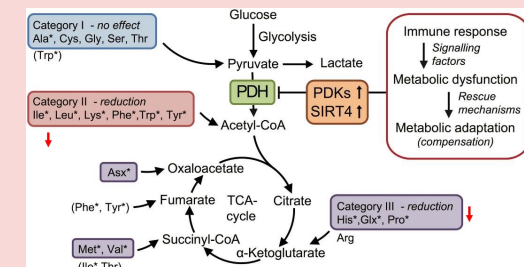 Category I - no effect
Ala*, Cys, Gly, Ser, Thr
(Trp*)
Glucose
Glycolysis
Pyruvate
Lactate
PDH
PDKs ↑
SIRT4 ↑
Immune response
Signalling
factors
Metabolic dysfunction
Rescue
mechanisms
Metabolic adaptation
(compensation)
Category II - reduction
Ile*, Leu*, Lys*, Phe*,Trp*, Tyr*
Acetyl-CoA
Asx*
Oxaloacetate
(Phe*, Tyr*)
Fumarate
TCA-
cycle
Citrate
Category III - reduction
His*,Glx*, Pro*
Arg
Met*, Val*
(Ile*,Thr)
Succinyl-CoA
α-Ketoglutarate